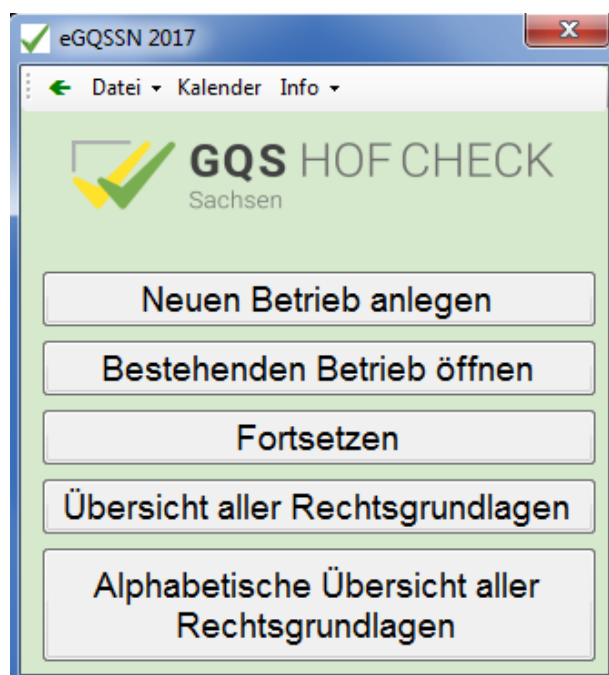 eGQSSN 2017
Datei Kalender Info
GQS HOF CHECK
Sachsen
Neuen Betrieb anlegen
Bestehenden Betrieb öffnen
Fortsetzen
Übersicht aller Rechtsgrundlagen
Alphabetische Übersicht aller
Rechtsgrundlagen